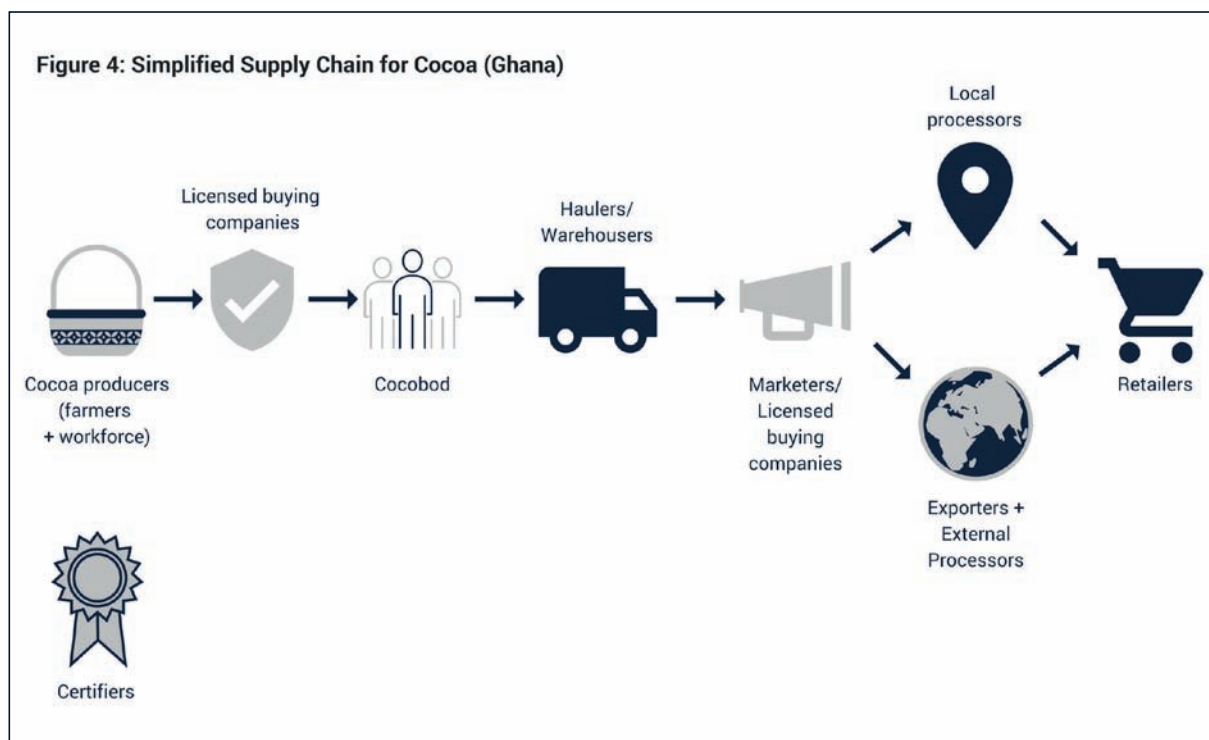 Figure 4: Simplified Supply Chain for Cocoa (Ghana)
Cocoa producers
(farmers
+ workforce)
Licensed buying
companies
Cocobod
Haulers/
Warehousers
Marketers/
Licensed
buying
companies
Local
processors
Exporters +
External
Processors
Retailers
Certifiers